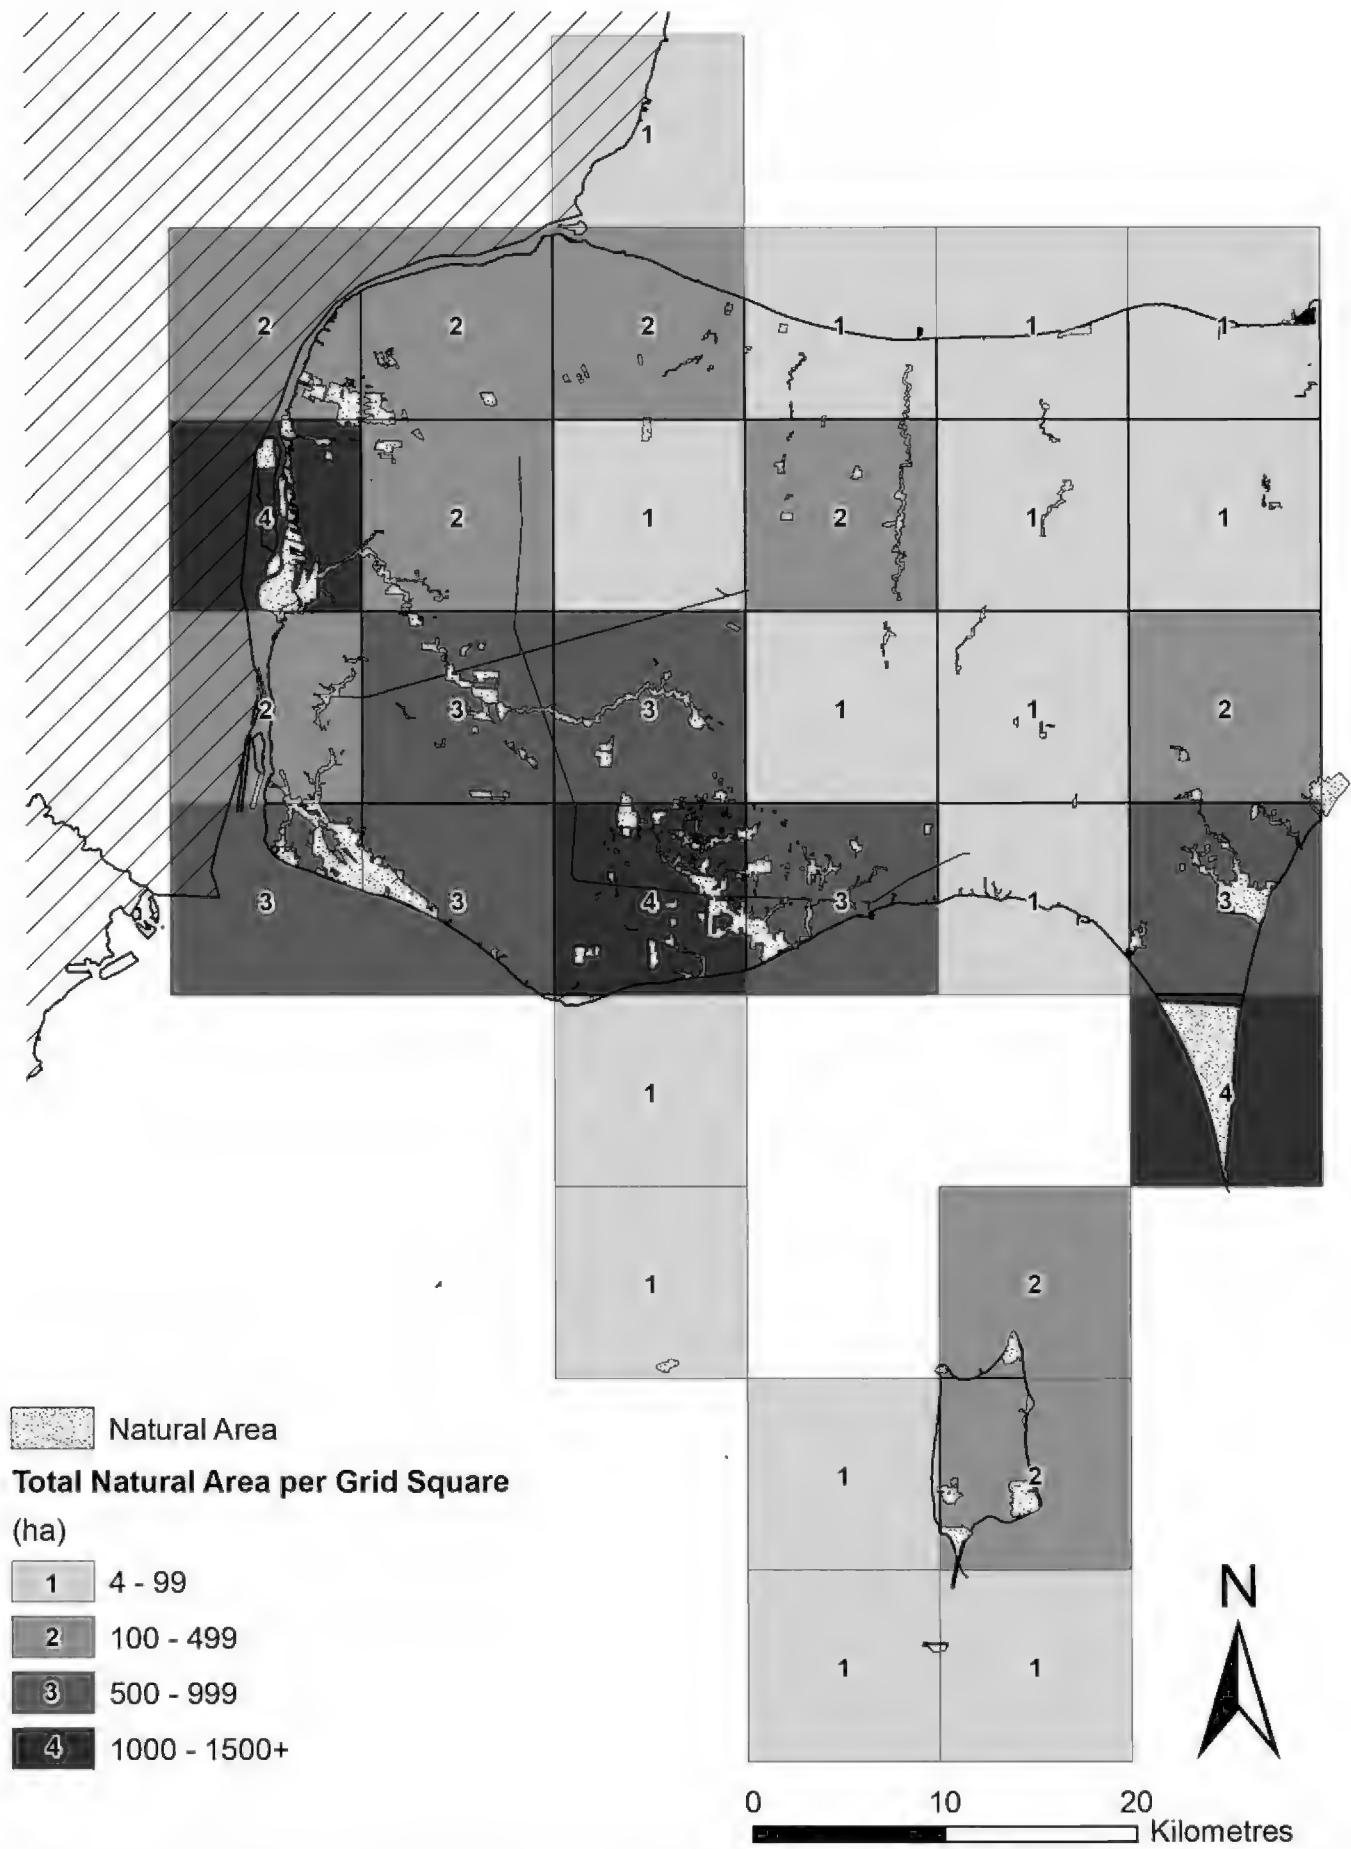 1
2 2 2 1 1 1
4 2 1 2 1 1
2 3 3 1 1 2
3 3 4 3 1 3
1 4
1 2
1 2
1 1
Natural Area
Total Natural Area per Grid Square
(ha)
1 4 - 99
2 100 - 499
3 500 - 999
4 1000 - 1500+
N
0 10 20
Kilometres